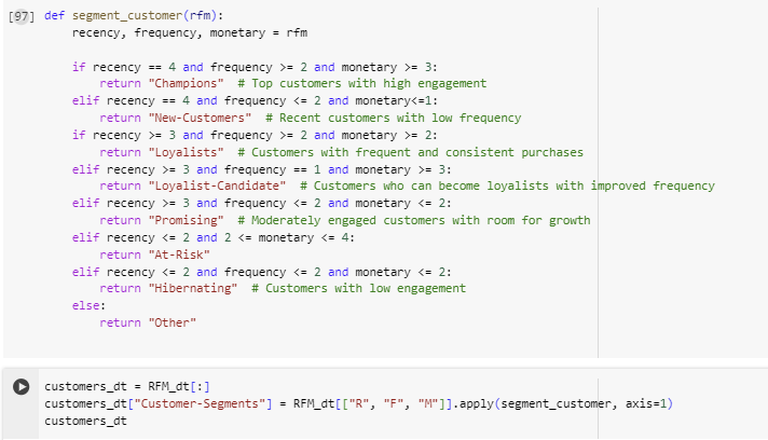 [97] def segment_customer(rfm):
    recency, frequency, monetary = rfm

    if recency == 4 and frequency >= 2 and monetary >= 3:
        return "Champions"  # Top customers with high engagement
    elif recency == 4 and frequency <= 2 and monetary<=1:
        return "New-Customers"  # Recent customers with low frequency
    if recency >= 3 and frequency >= 2 and monetary >= 2:
        return "Loyalists"  # Customers with frequent and consistent purchases
    elif recency >= 3 and frequency == 1 and monetary >= 3:
        return "Loyalist-Candidate"  # Customers who can become loyalists with improved frequency
    elif recency >= 3 and frequency <= 2 and monetary <= 2:
        return "Promising"  # Moderately engaged customers with room for growth
    elif recency <= 2 and 2 <= monetary <= 4:
        return "At-Risk"
    elif recency <= 2 and frequency <= 2 and monetary <= 2:
        return "Hibernating"  # Customers with low engagement
    else:
        return "Other"

customers_dt = RFM_dt[:]
customers_dt["Customer-Segments"] = RFM_dt[["R", "F", "M"]].apply(segment_customer, axis=1)
customers_dt